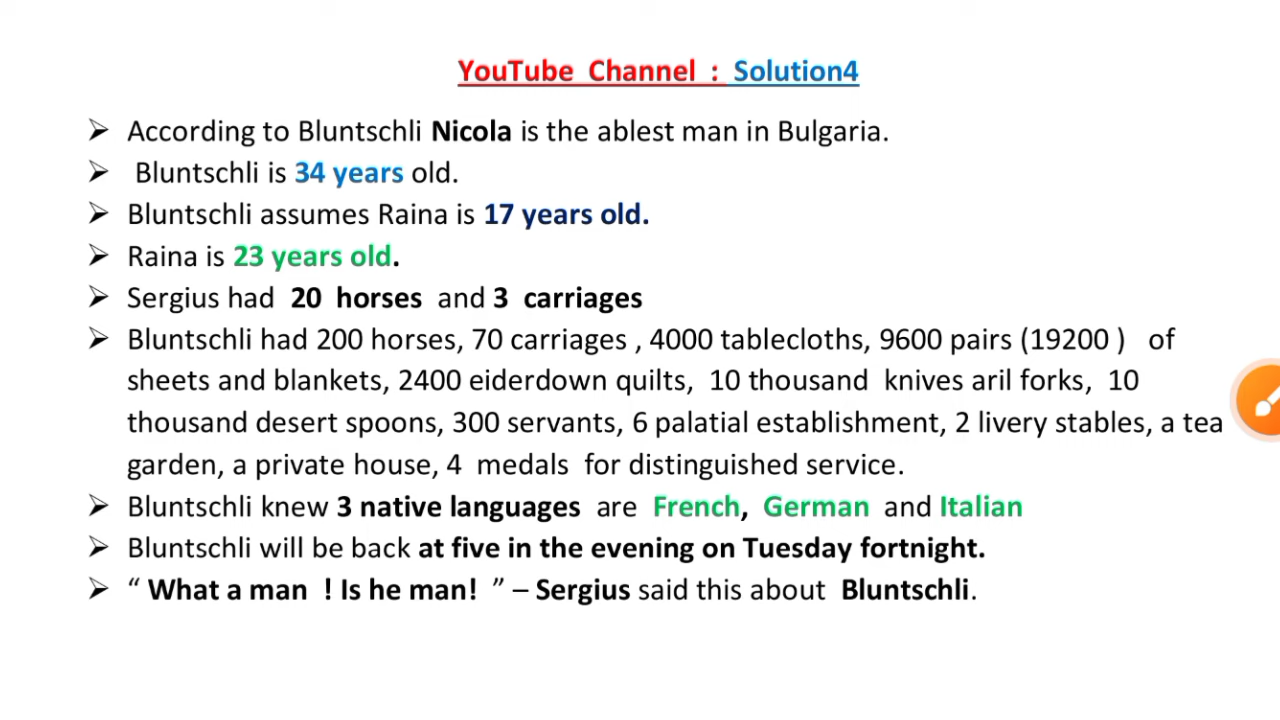 YouTube Channel : Solution4
➢ According to Bluntschli Nicola is the ablest man in Bulgaria.
➢ Bluntschli is 34 years old.
➢ Bluntschli assumes Raina is 17 years old.
➢ Raina is 23 years old.
➢ Sergius had 20 horses and 3 carriages
➢ Bluntschli had 200 horses, 70 carriages , 4000 tablecloths, 9600 pairs (19200 ) of
sheets and blankets, 2400 eiderdown quilts, 10 thousand knives aril forks, 10
thousand desert spoons, 300 servants, 6 palatial establishment, 2 livery stables, a tea
garden, a private house, 4 medals for distinguished service.
➢ Bluntschli knew 3 native languages are French, German and Italian
➢ Bluntschli will be back at five in the evening on Tuesday fortnight.
➢ “ What a man ! Is he man! ” – Sergius said this about Bluntschli.